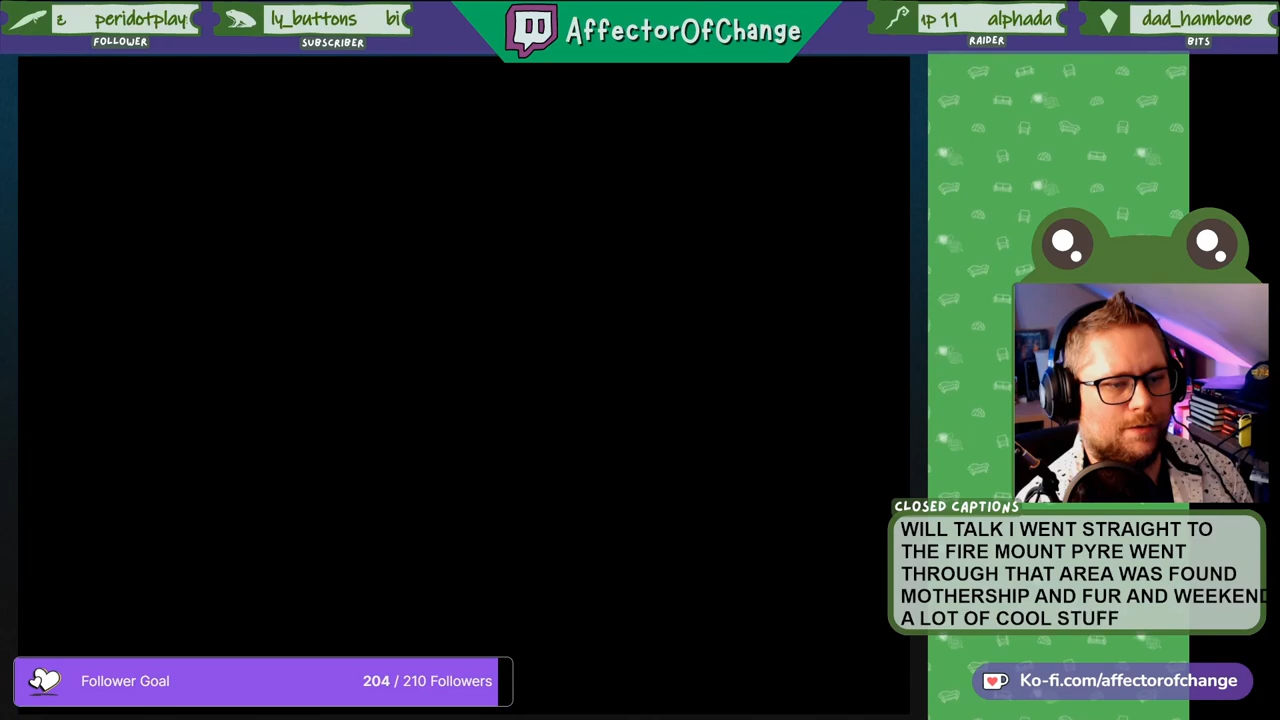 z peridotplay
FOLLOWER
ly_buttons bi
SUBSCRIBER
AffectorOfChange
ıp 11 alphada
RAIDER
dad_hambone
BITS
CLOSED CAPTIONS
WILL TALK I WENT STRAIGHT TO
THE FIRE MOUNT PYRE WENT
THROUGH THAT AREA WAS FOUND
MOTHERSHIP AND FUR AND WEEKEND
A LOT OF COOL STUFF
Follower Goal 204 / 210 Followers
Ko-fi.com/affectorofchange